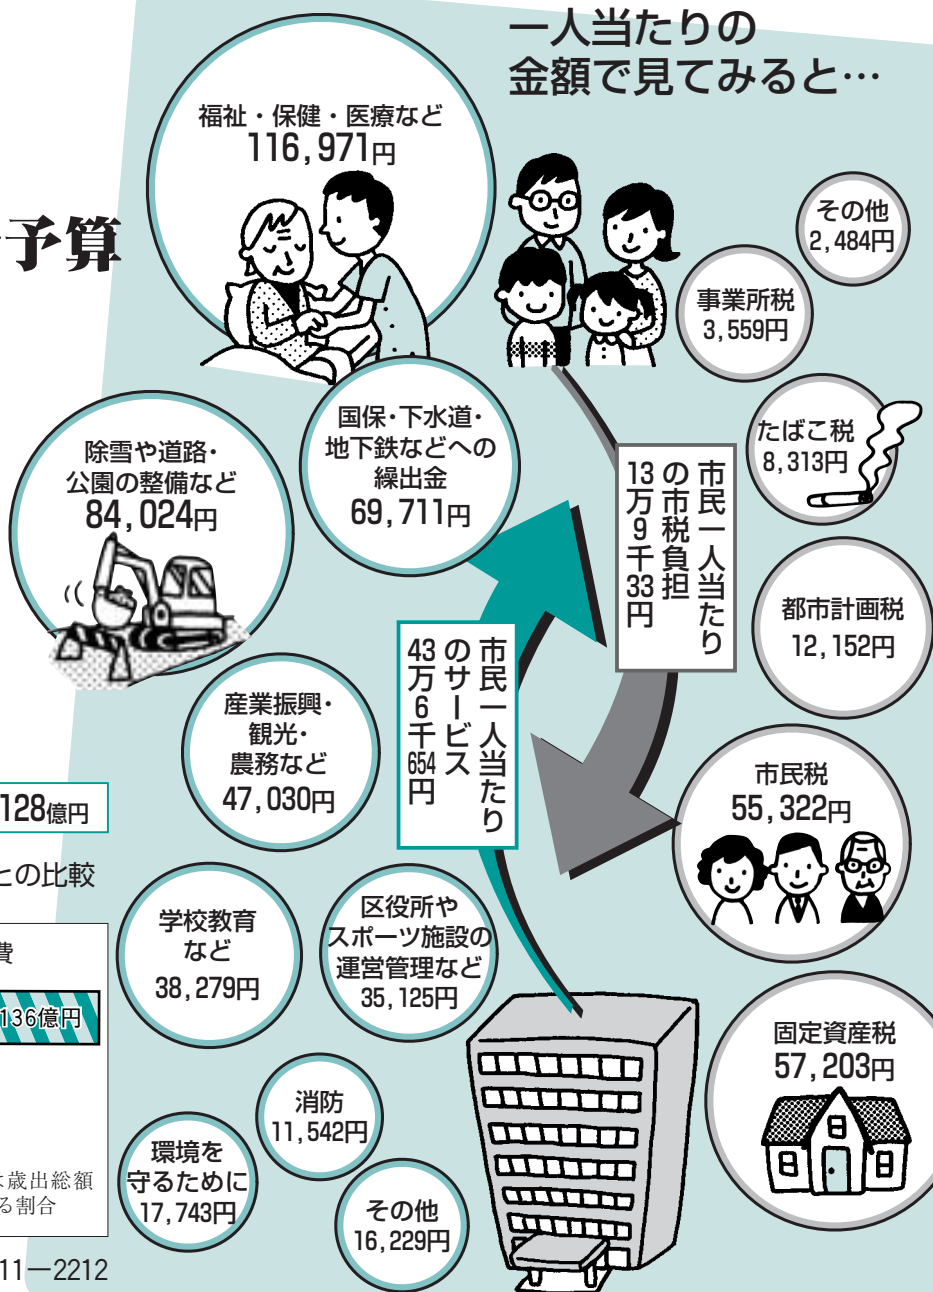 一人当たりの
金額で見てみると…
福祉・保健・医療など
116,971円
予算
その他
2,484円
事業所税
3,559円
たばこ税
8,313円
国保・下水道・
地下鉄などへの
繰出金
69,711円
除雪や道路・
公園の整備など
84,024円
市民一人当たり
の市税負担
13万9千33円
都市計画税
12,152円
市民一人当たり
のサービス
43万6千654円
産業振興・
観光・
農務など
47,030円
市民税
55,322円
128億円
との比較
学校教育
など
38,279円
区役所や
スポーツ施設の
運営管理など
35,125円
費
136億円
固定資産税
57,203円
消防
11,542円
環境を
守るために
17,743円
その他
16,229円
は歳出総額
る割合
11－2212